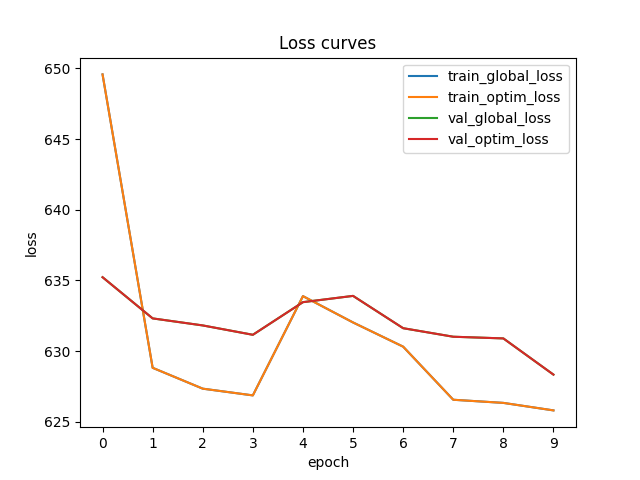 Loss curves
650
645
640
635
630
625
loss
train_global_loss
train_optim_loss
val_global_loss
val_optim_loss
0 1 2 3 4 5 6 7 8 9
epoch